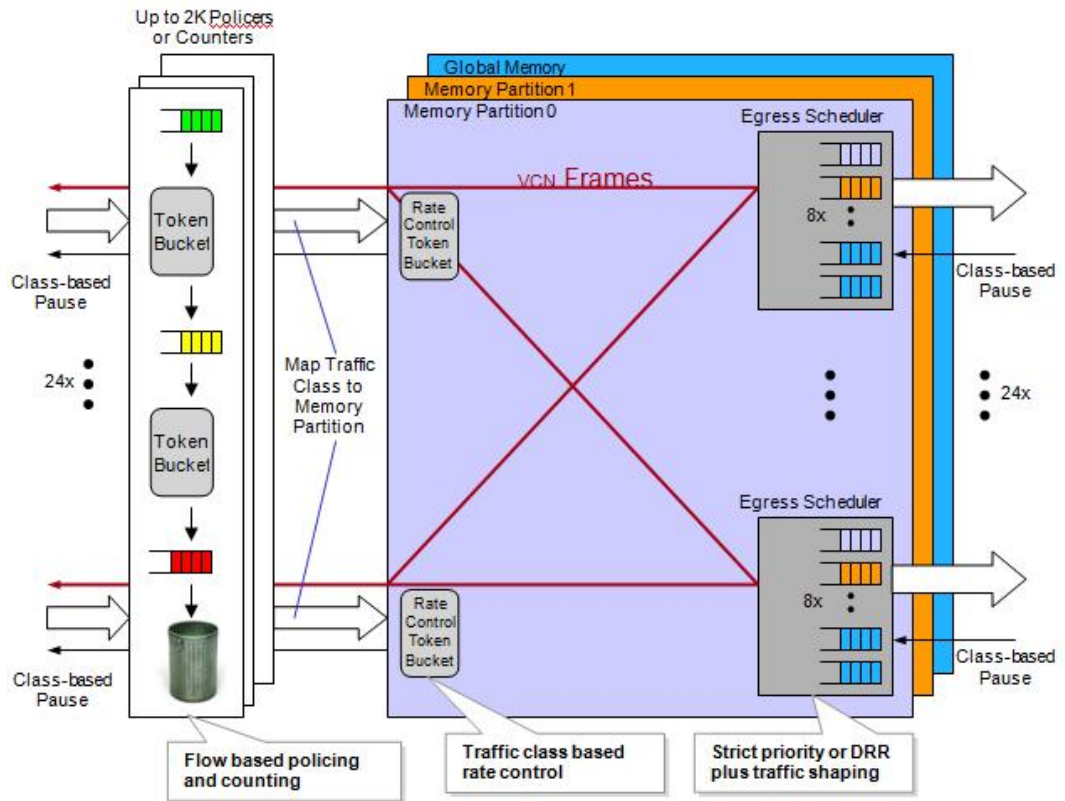 Up to 2K Policers
or Counters
Global Memory
Memory Partition 1
Memory Partition 0
Egress Scheduler
VCN Frames
8x
Token
Bucket
Rate
Control
Token
Bucket
Class-based
Pause
Class-based
Pause
24x
Map Traffic
Class to
Memory
Partition
24x
Token
Bucket
Egress Scheduler
8x
Rate
Control
Token
Bucket
Class-based
Pause
Class-based
Pause
Flow based policing
and counting
Traffic class based
rate control
Strict priority or DRR
plus traffic shaping